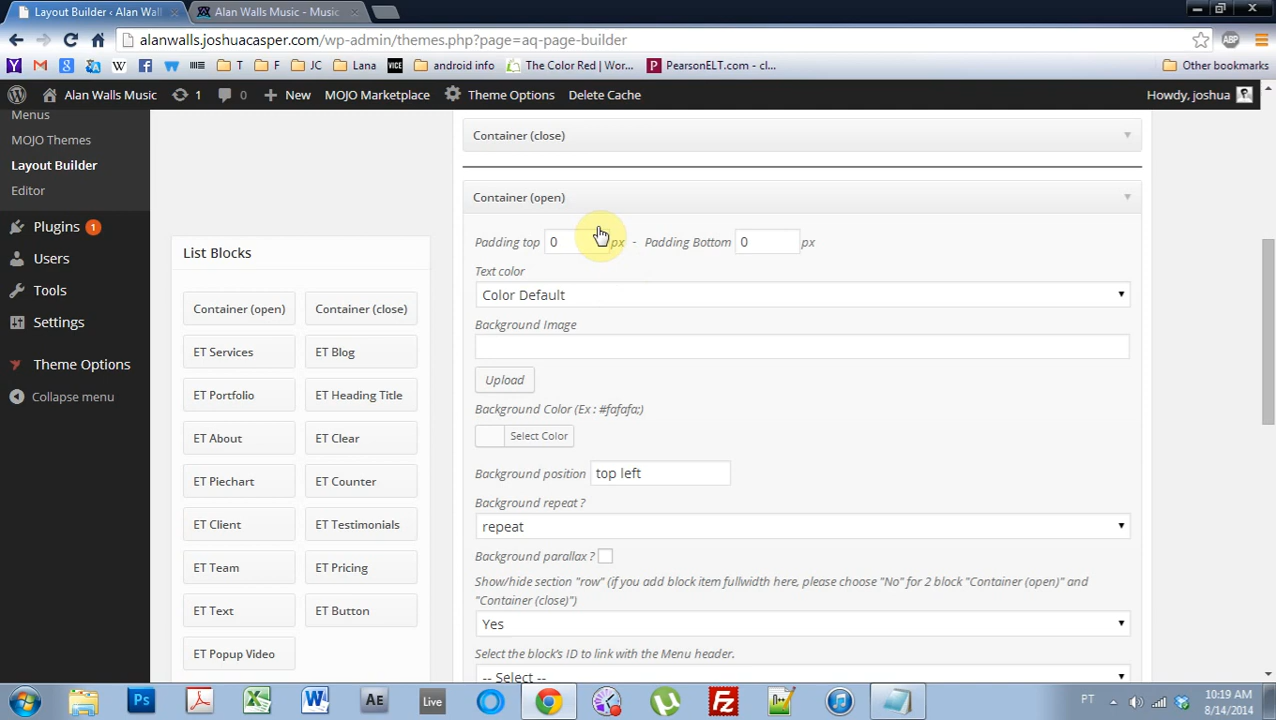 Layout Builder ‹ Alan Wall
Alan Walls Music - Music
alanwalls.joshuacasper.com/wp-admin/themes.php?page=aq-page-builder
ABP
T
F
JC
Lana
VICE
android info
The Color Red | Wor...
PearsonELT.com - cl...
Other bookmarks
Alan Walls Music
1
0
New
MOJO Marketplace
Theme Options
Delete Cache
Howdy, joshua
Menus
MOJO Themes
Layout Builder
Editor
Plugins 1
Users
Tools
Settings
Theme Options
Collapse menu
List Blocks
Container (open)
Container (close)
ET Services
ET Blog
ET Portfolio
ET Heading Title
ET About
ET Clear
ET Piechart
ET Counter
ET Client
ET Testimonials
ET Team
ET Pricing
ET Text
ET Button
ET Popup Video
Container (close)
Container (open)
Padding top 0 px - Padding Bottom 0 px
Text color
Color Default
Background Image
Upload
Background Color (Ex : #fafafa;)
Select Color
Background position top left
Background repeat ?
repeat
Background parallax ?
Show/hide section "row" (if you add block item fullwidth here, please choose "No" for 2 block "Container (open)" and
"Container (close)")
Yes
Select the block's ID to link with the Menu header.
-- Select --
Ps
Ae
Live
PT
10:19 AM
8/14/2014